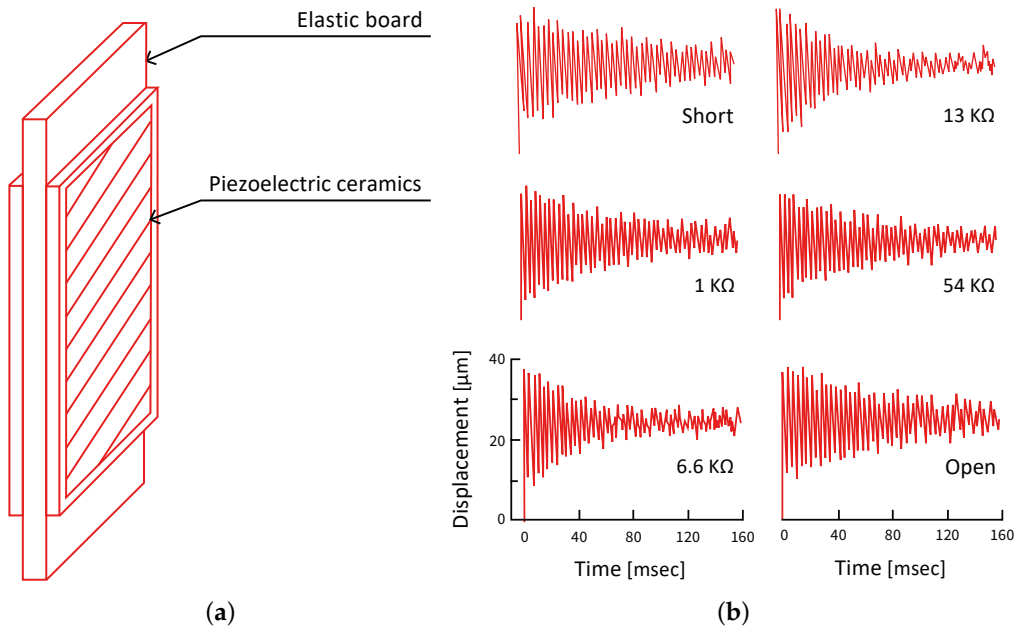 Elastic board
Piezoelectric ceramics
(a)
Short
13 KΩ
1 KΩ
54 KΩ
Displacement [µm]
40
20
0
6.6 KΩ
Open
0 40 80 120 160
0 40 80 120 160
Time [msec]
Time [msec]
(b)